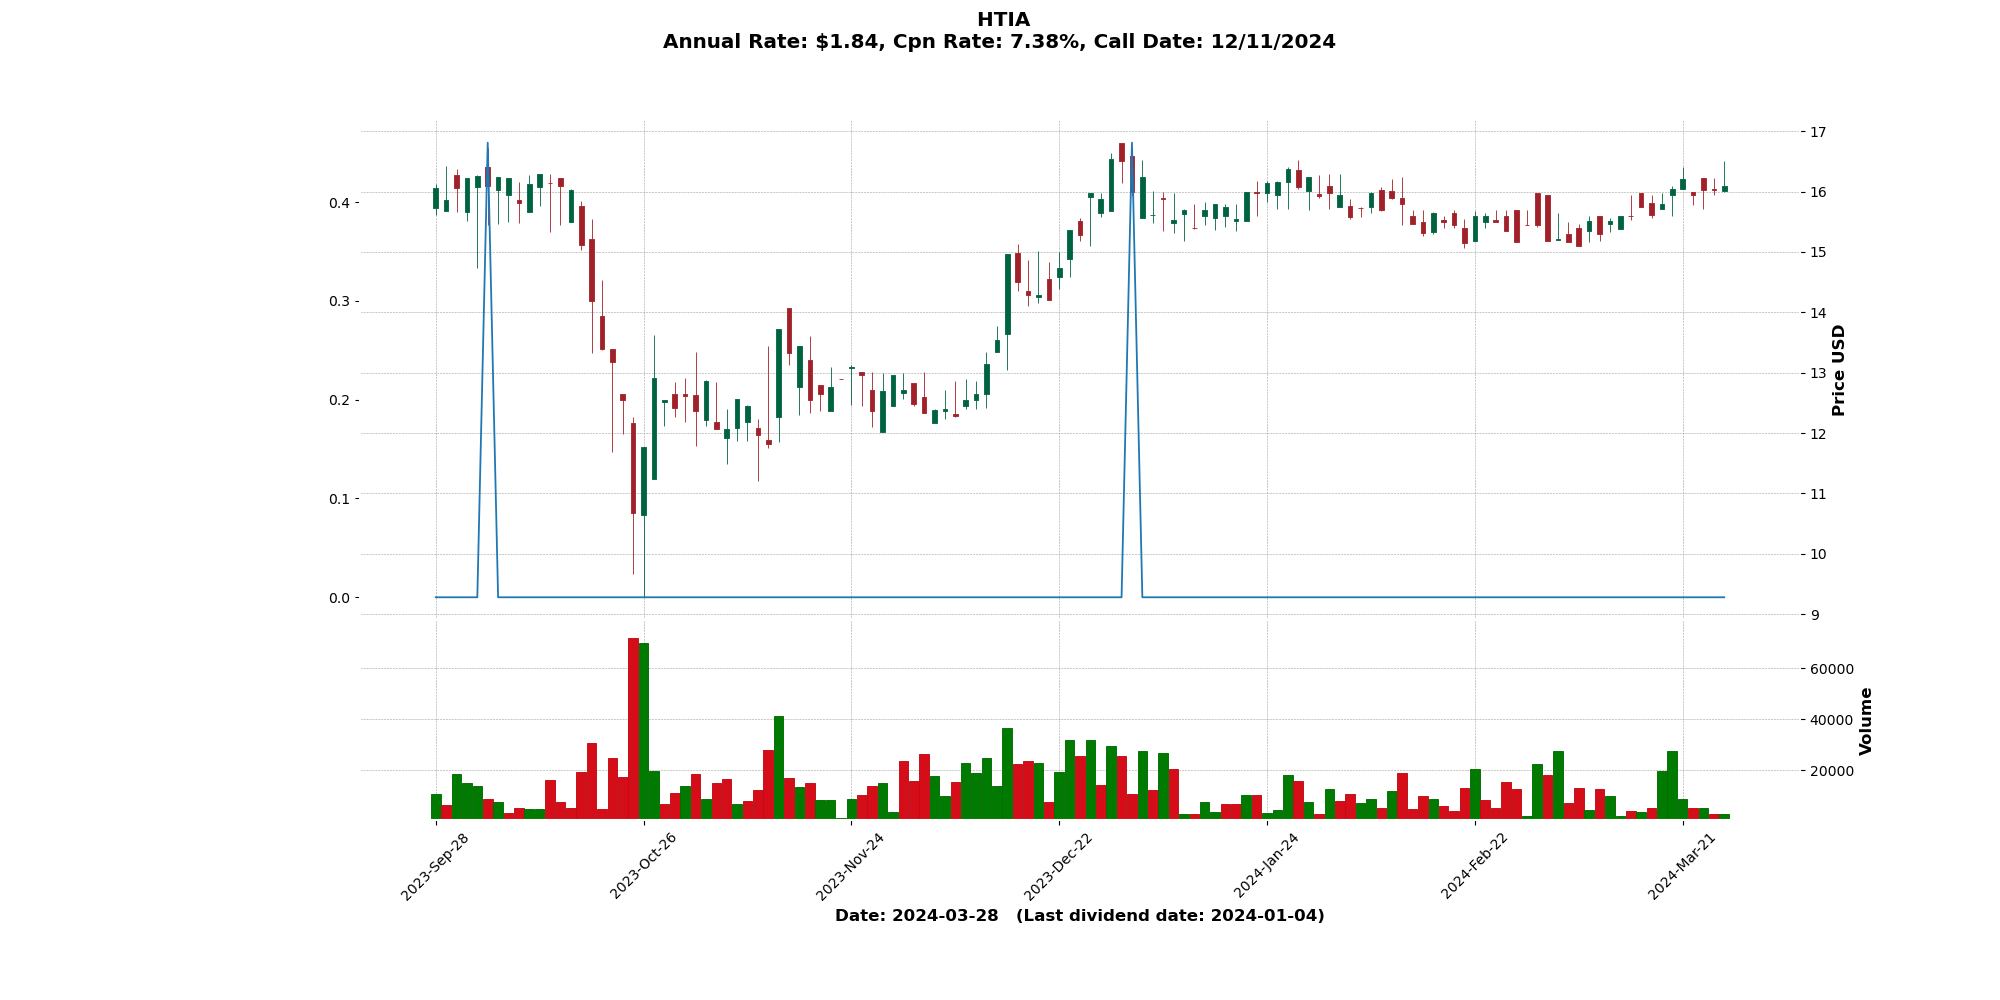 HTIA
Annual Rate: $1.84, Cpn Rate: 7.38%, Call Date: 12/11/2024
0.4
0.3
0.2
0.1
0.0
17
16
15
14
13
12
11
10
9
Price USD
60000
40000
20000
Volume
2023-Sep-28
2023-Oct-26
2023-Nov-24
2023-Dec-22
2024-Jan-24
2024-Feb-22
2024-Mar-21
Date: 2024-03-28   (Last dividend date: 2024-01-04)